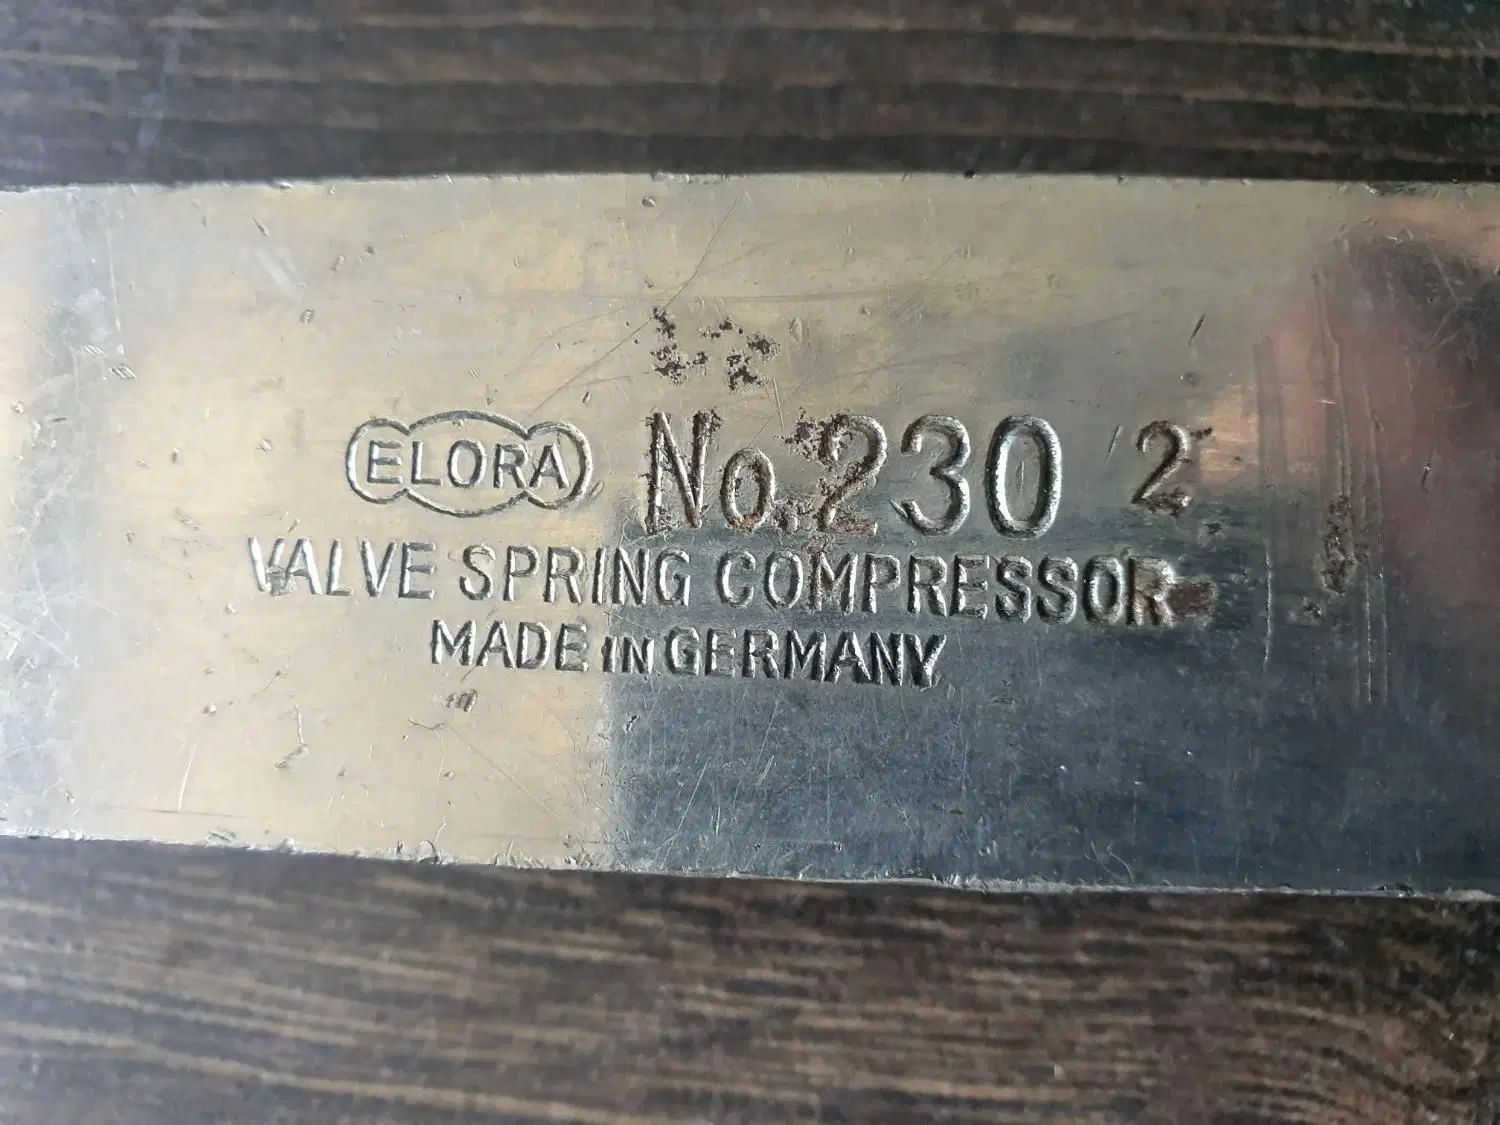 ELORA No. 230 2
VALVE SPRING COMPRESSOR
MADE IN GERMANY